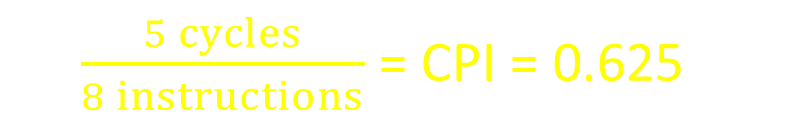 5 cycles
8 instructions
= CPI = 0.625